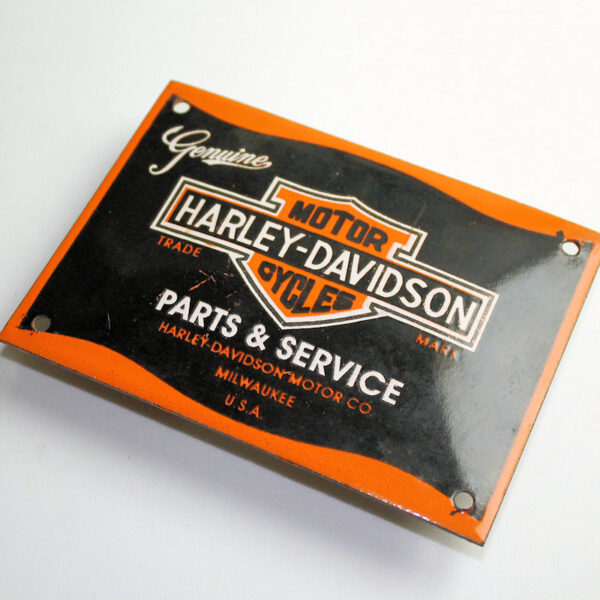 Genuine
MOTOR
HARLEY-DAVIDSON
CYCLES
TRADE MARK
PARTS & SERVICE
HARLEY-DAVIDSON MOTOR CO.
MILWAUKEE
U.S.A.